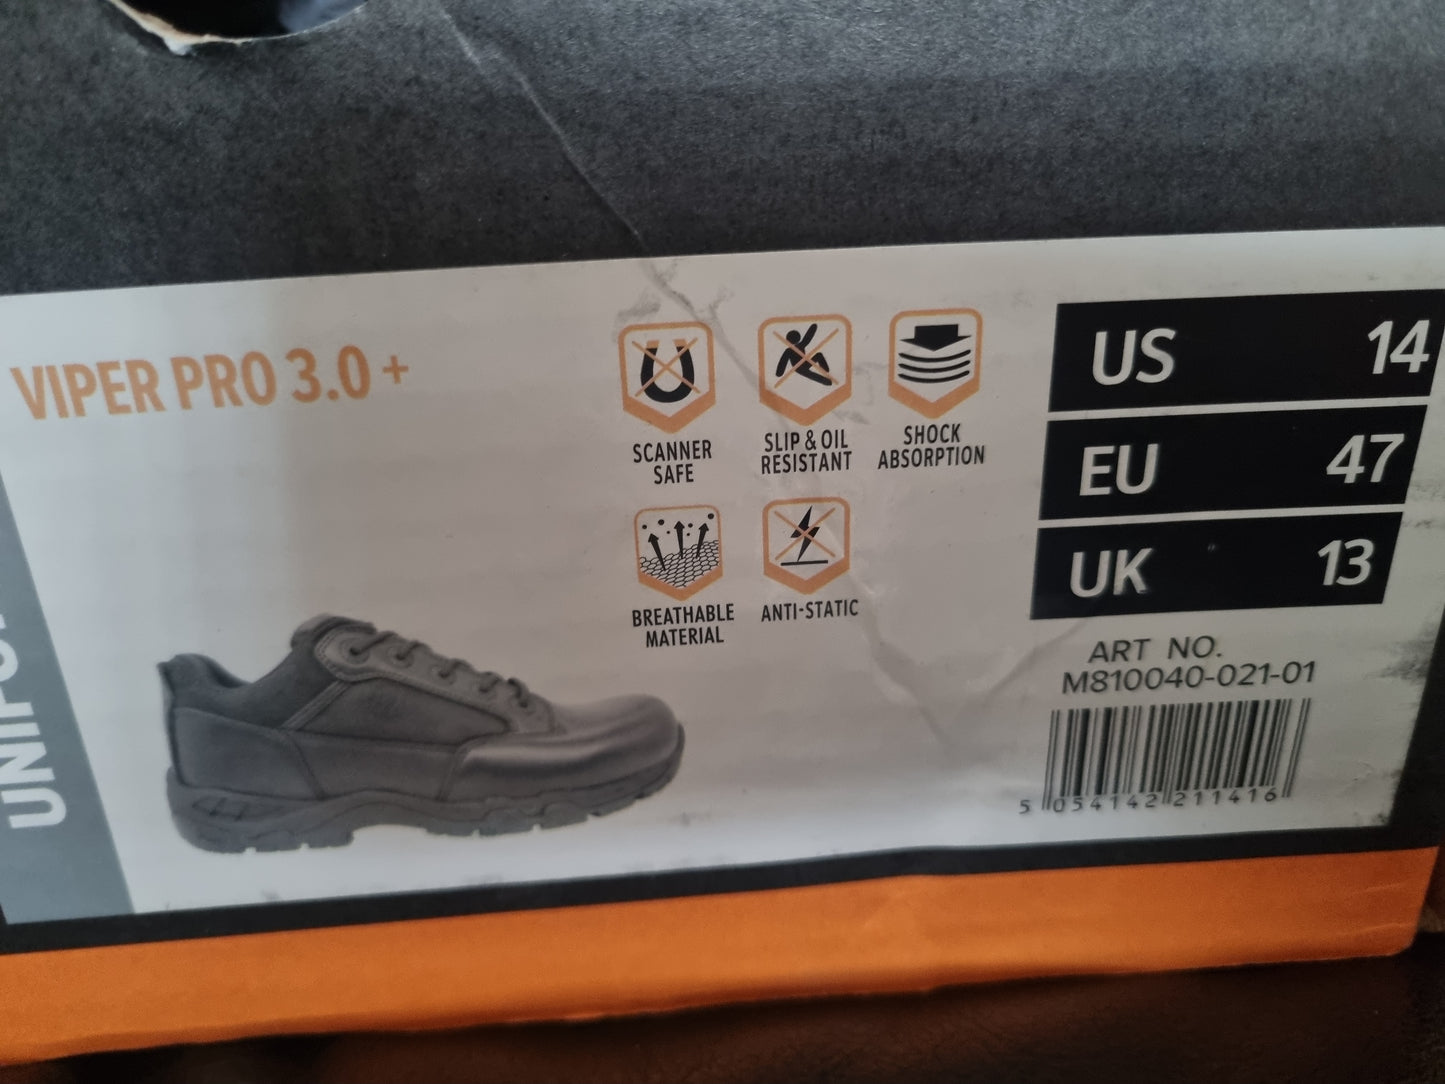 VIPER PRO 3.0 +
SCANNER
SAFE
SLIP & OIL
RESISTANT
SHOCK
ABSORPTION
BREATHABLE
MATERIAL
ANTI-STATIC
US 14
EU 47
UK 13
ART NO.
M810040-021-01
5 054142 211416